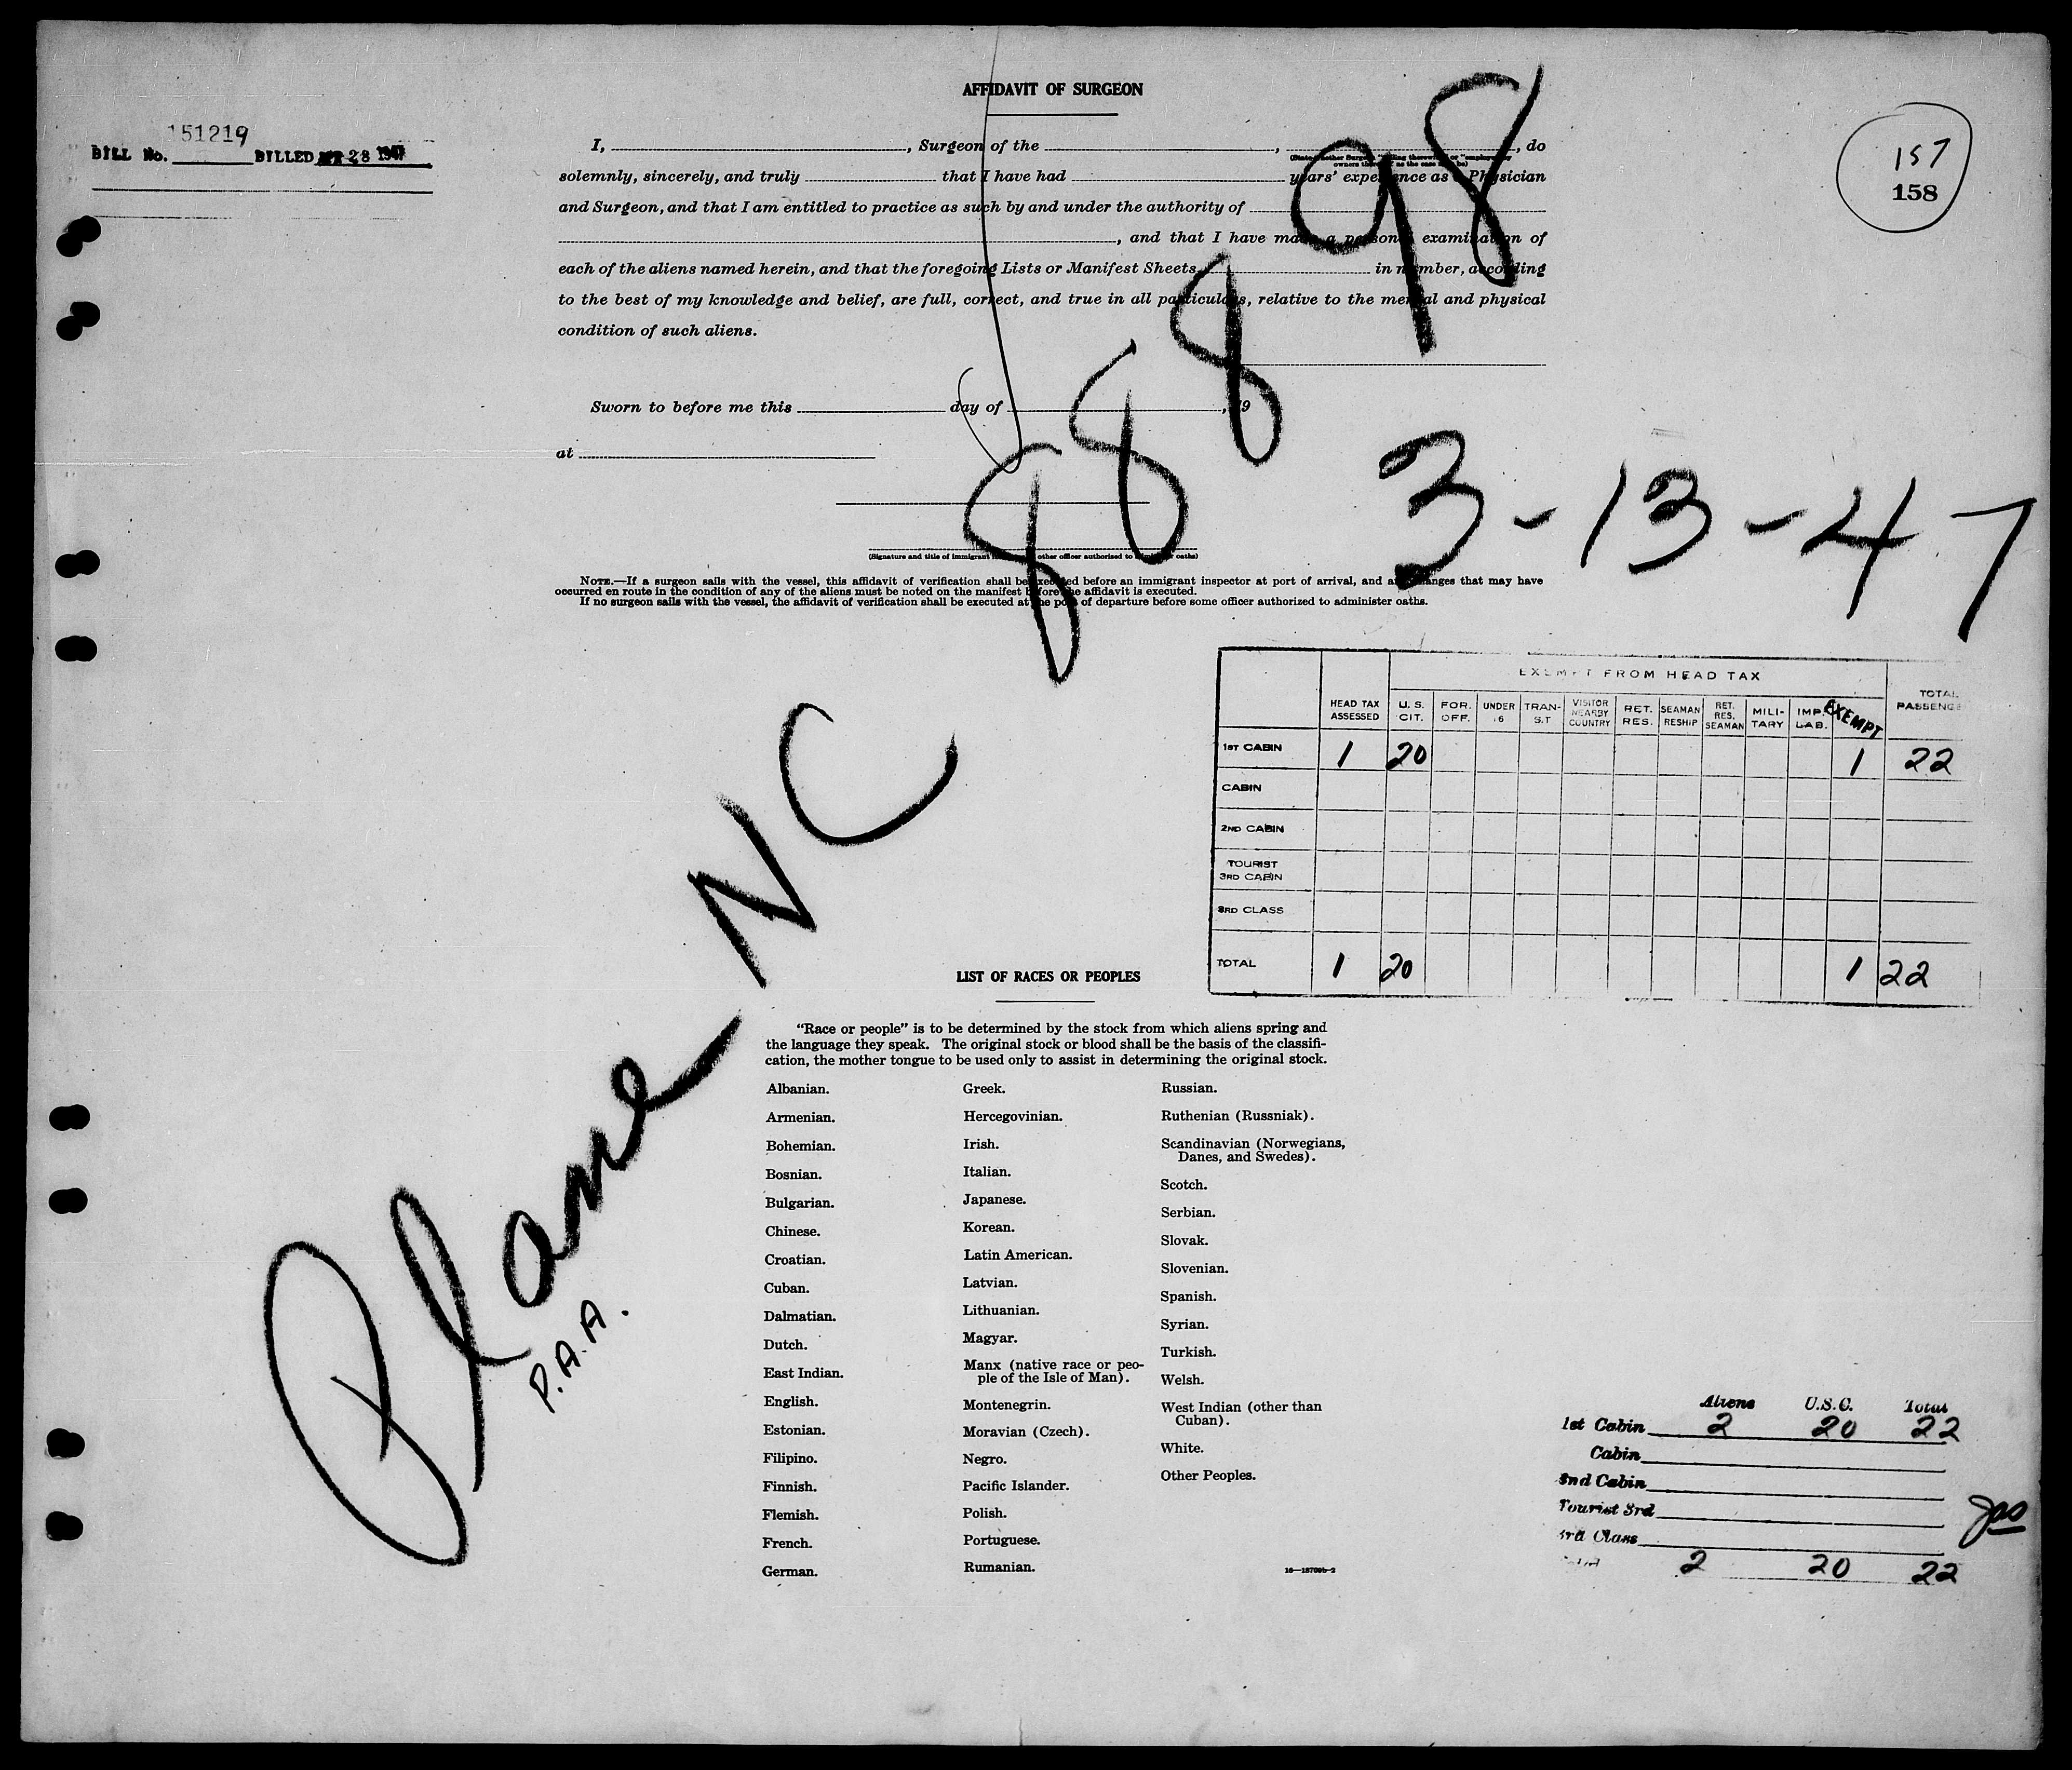 AFFIDAVIT OF SURGEON
151219
BILL No. BILLED APR 28 1947
157
158
I, , Surgeon of the , , do
solemnly, sincerely, and truly that I have had years' experience as a Physician
and Surgeon, and that I am entitled to practice as such by and under the authority of
, and that I have made a personal examination of
each of the aliens named herein, and that the foregoing Lists or Manifest Sheets, in number, according
to the best of my knowledge and belief, are full, correct, and true in all particulars, relative to the mental and physical
condition of such aliens.
Sworn to before me this day of , 19
at
(Signature and title of immigrant other officer authorized to oaths)
NOTE.—If a surgeon sails with the vessel, this affidavit of verification shall be executed before an immigrant inspector at port of arrival, and any changes that may have
occurred en route in the condition of any of the aliens must be noted on the manifest before the affidavit is executed.
If no surgeon sails with the vessel, the affidavit of verification shall be executed at the port of departure before some officer authorized to administer oaths.
Plane NC 88898
P.A.A.
3-13-47
EXEMPT FROM HEAD TAX
HEAD TAX ASSESSED U. S. CIT. FOR. OFF. UNDER 16 TRAN-SIT VISITOR NEARBY COUNTRY RET. RES. SEAMAN RESHIP RET. RES. SEAMAN MILI-TARY IMP. LAB. EXEMPT TOTAL PASSENG
1ST CABIN 1 20 1 22
CABIN
2ND CABIN
TOURIST
3RD CABIN
3RD CLASS
TOTAL 1 20 1 22
LIST OF RACES OR PEOPLES
"Race or people" is to be determined by the stock from which aliens spring and
the language they speak. The original stock or blood shall be the basis of the classifi-
cation, the mother tongue to be used only to assist in determining the original stock.
Albanian.
Armenian.
Bohemian.
Bosnian.
Bulgarian.
Chinese.
Croatian.
Cuban.
Dalmatian.
Dutch.
East Indian.
English.
Estonian.
Filipino.
Finnish.
Flemish.
French.
German.
Greek.
Hercegovinian.
Irish.
Italian.
Japanese.
Korean.
Latin American.
Latvian.
Lithuanian.
Magyar.
Manx (native race or peo-
ple of the Isle of Man).
Montenegrin.
Moravian (Czech).
Negro.
Pacific Islander.
Polish.
Portuguese.
Rumanian.
Russian.
Ruthenian (Russniak).
Scandinavian (Norwegians,
Danes, and Swedes).
Scotch.
Serbian.
Slovak.
Slovenian.
Spanish.
Syrian.
Turkish.
Welsh.
West Indian (other than
Cuban).
White.
Other Peoples.
Aliens U.S.C. Total
1st Cabin 2 20 22
Cabin
2nd Cabin
Tourist 3rd
3rd Class
2 20 22